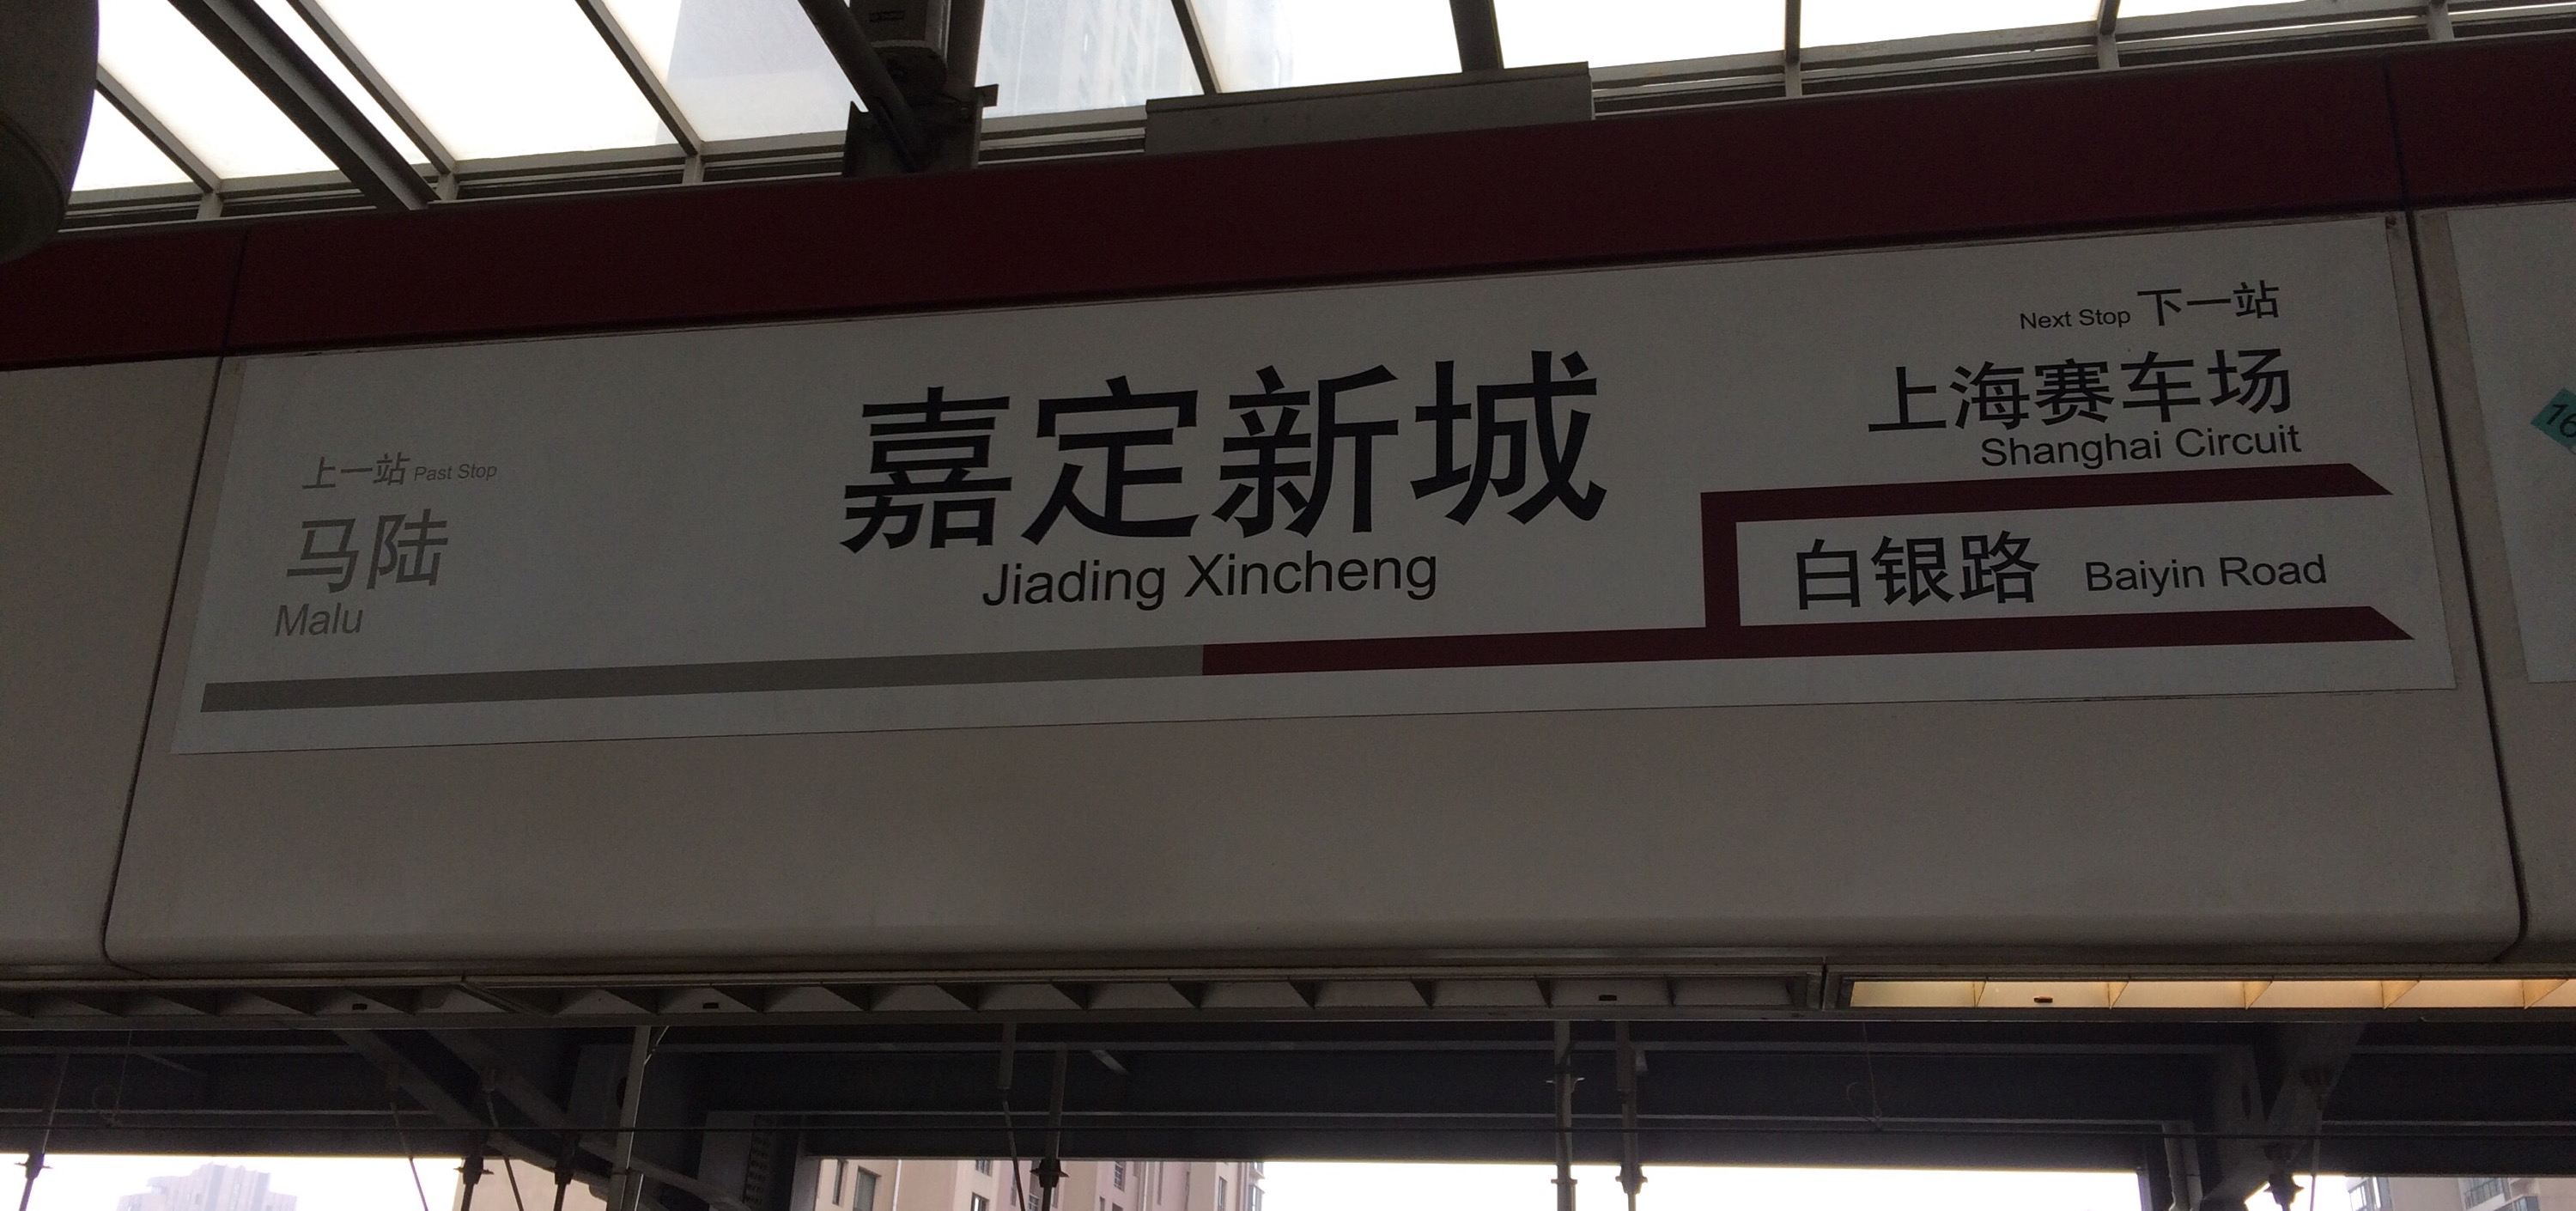 上一站 Past Stop
马陆
Malu
嘉定新城
Jiading Xincheng
Next Stop 下一站
上海赛车场
Shanghai Circuit
白银路 Baiyin Road
16